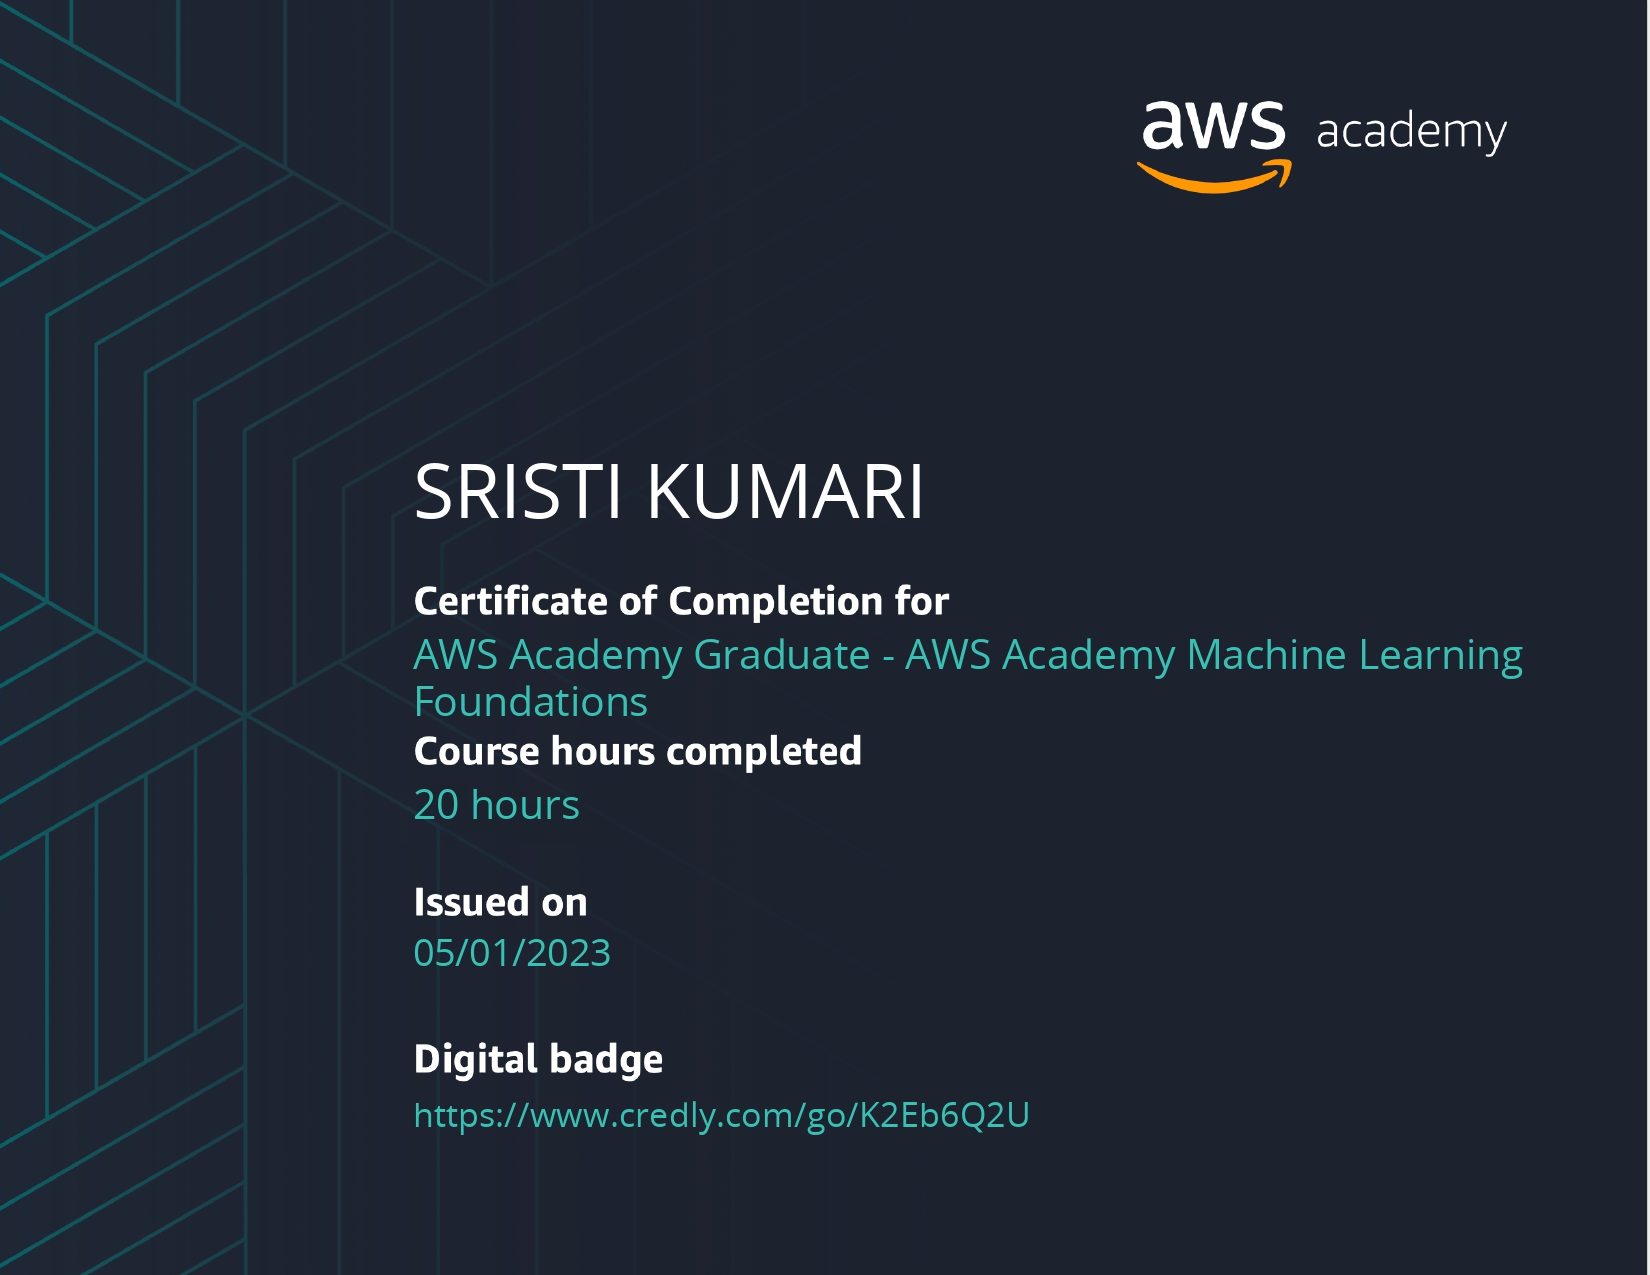 aws academy
SRISTI KUMARI
Certificate of Completion for
AWS Academy Graduate - AWS Academy Machine Learning
Foundations
Course hours completed
20 hours
Issued on
05/01/2023
Digital badge
https://www.credly.com/go/K2Eb6Q2U